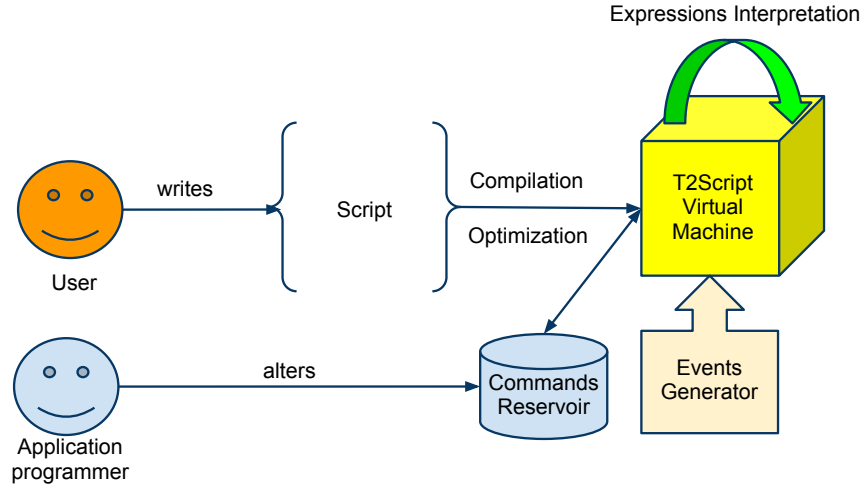 Expressions Interpretation
T2Script
Virtual
Machine
writes
Script
Compilation
Optimization
User
alters
Commands
Reservoir
Events
Generator
Application
programmer